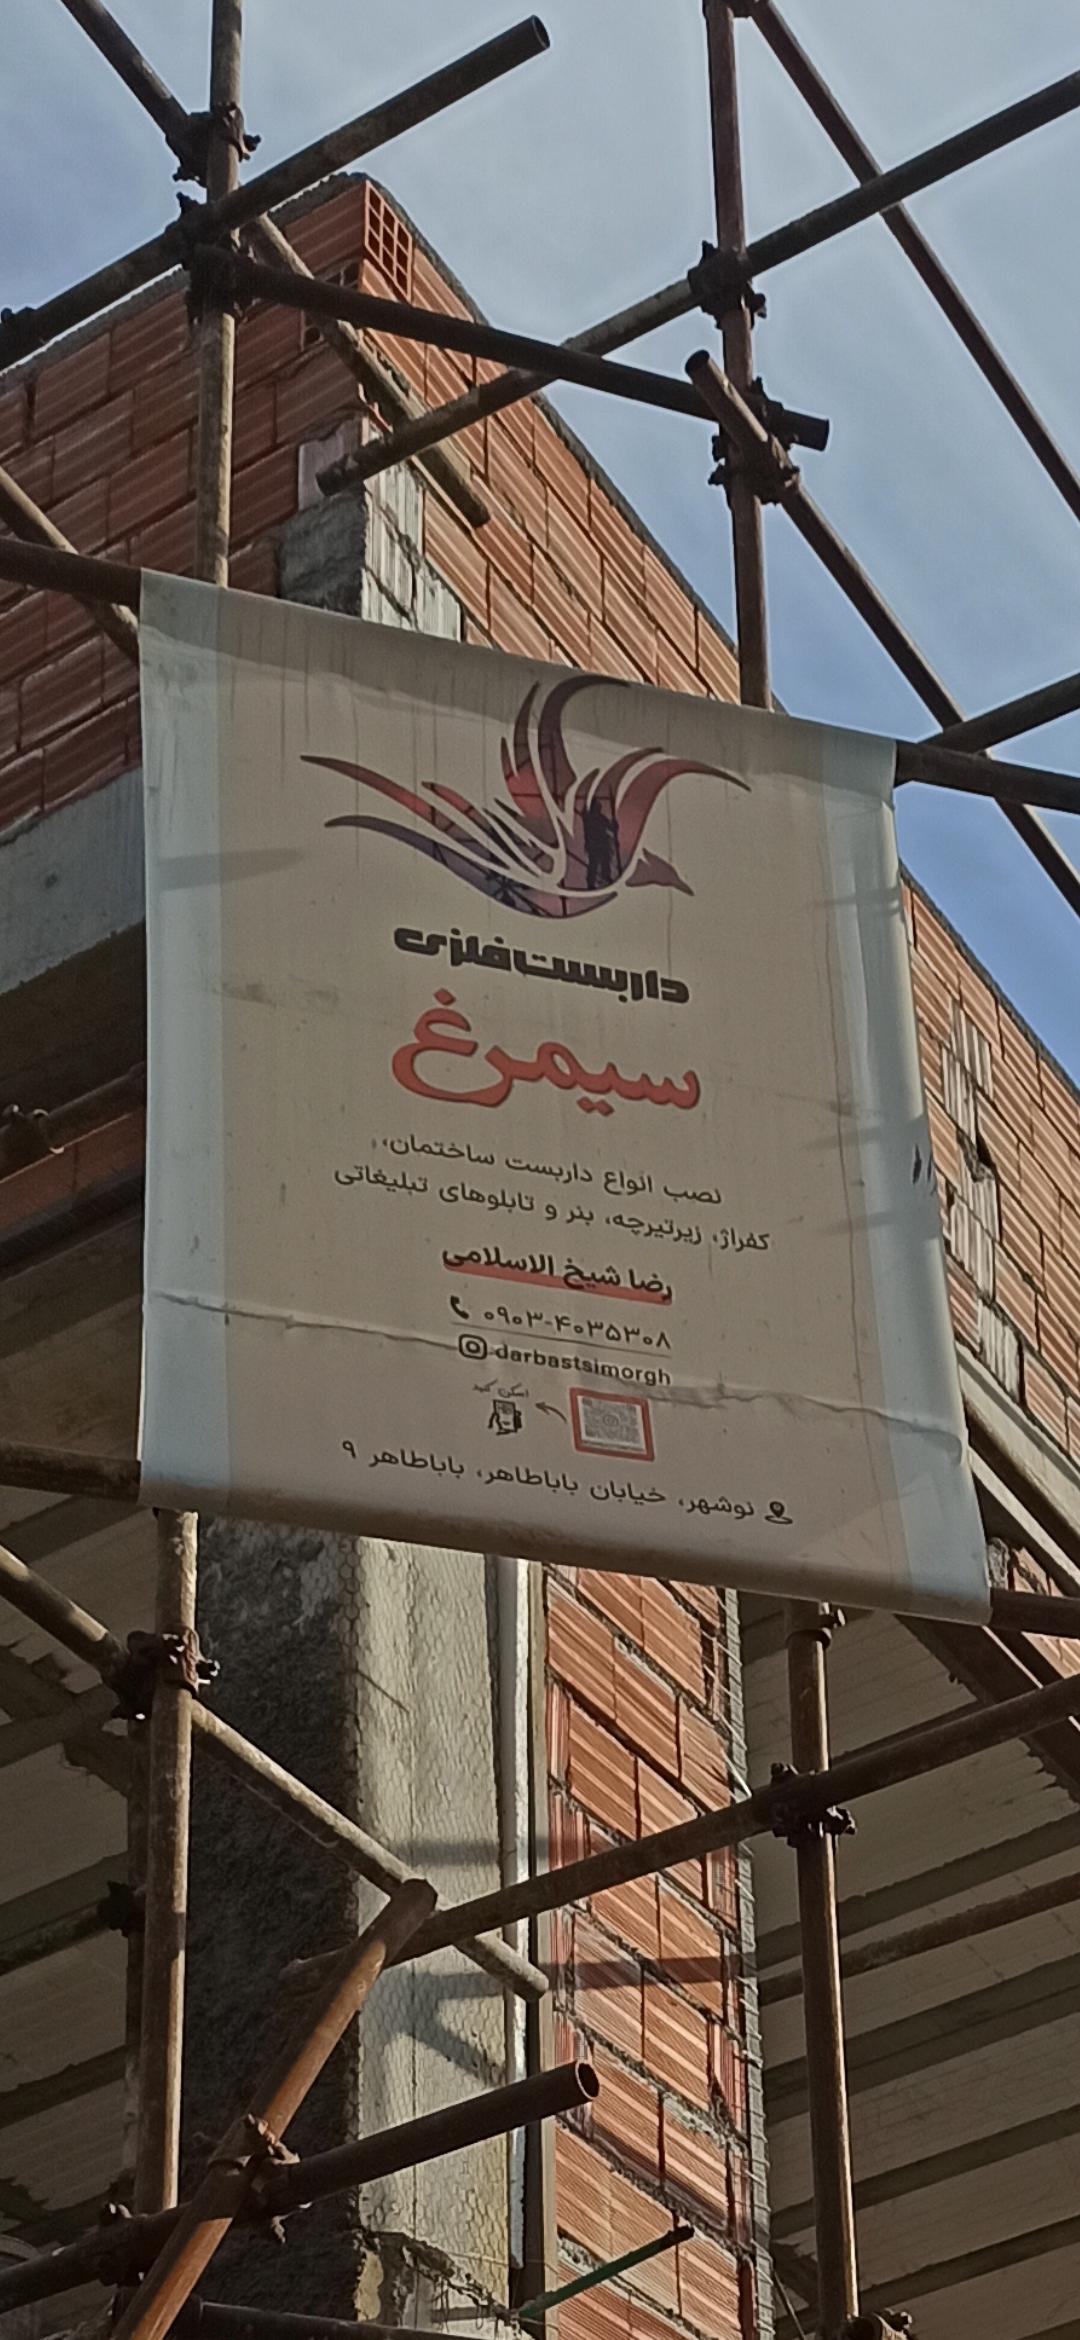 داربست فلزی
سیمرغ
نصب انواع داربست ساختمان،
کفراژ، زیرتیرچه، بنر و تابلوهای تبلیغاتی
رضا شیخ الاسلامی
۰۹۰۳-۴۰۳۵۳۰۸
darbastsimorgh
اسکن کنید
نوشهر، خیابان باباطاهر، باباطاهر ۹